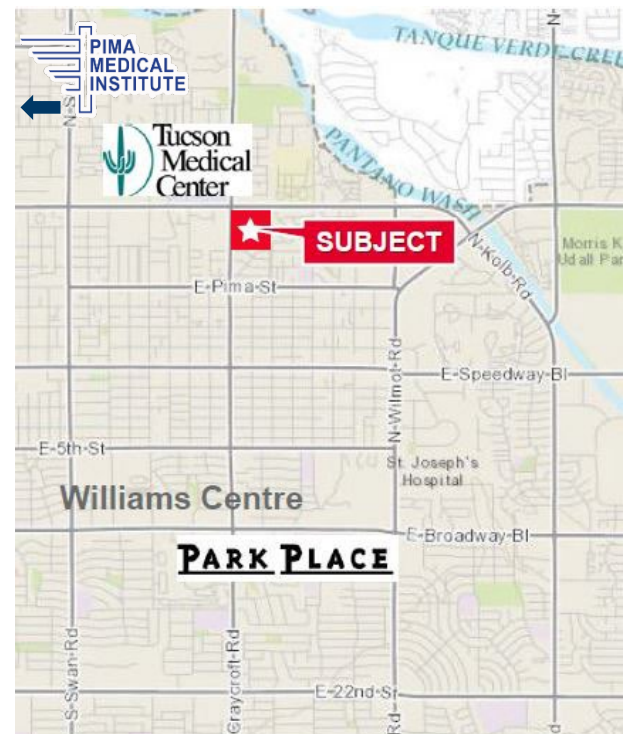 PIMA
MEDICAL
INSTITUTE
N-S
N
TANQUE VERDE CREE
Tucson
Medical
Center
PANTANO WASH
SUBJECT
N-Kolb-Rd
Morris K
Udall Par
E-Pima-St
N-Wilmot-Rd
E-Speedway-Bl
E-5th-St
St. Joseph's
Hospital
Williams Centre
E-Broadway-Bl
PARK PLACE
S-Swan-Rd
Craycroft-Rd
E-22nd-St
Rd
d